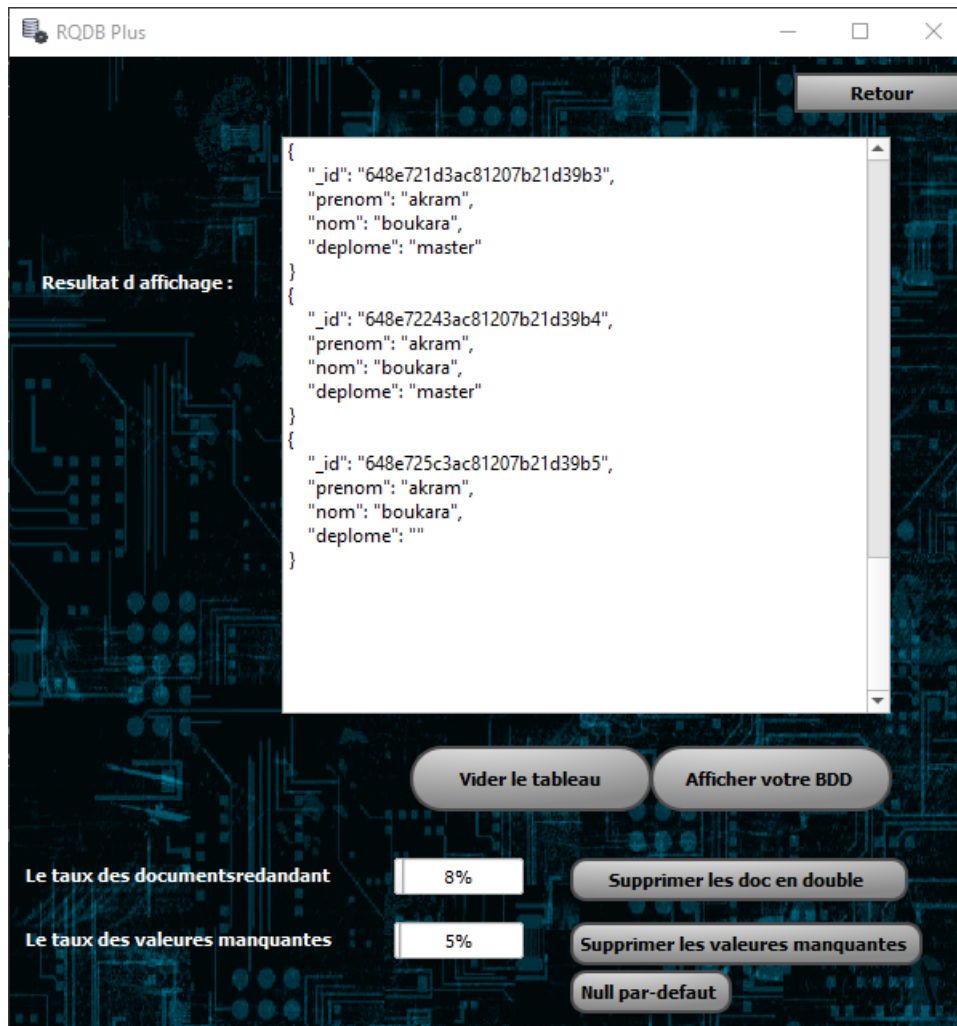 RQDB Plus
Retour
Resultat d affichage :
{
"_id": "648e721d3ac81207b21d39b3",
"prenom": "akram",
"nom": "boukara",
"deplome": "master"
}
{
"_id": "648e72243ac81207b21d39b4",
"prenom": "akram",
"nom": "boukara",
"deplome": "master"
}
{
"_id": "648e725c3ac81207b21d39b5",
"prenom": "akram",
"nom": "boukara",
"deplome": ""
}
Vider le tableau
Afficher votre BDD
Le taux des documentsredandant
8%
Supprimer les doc en double
Le taux des valeures manquantes
5%
Supprimer les valeures manquantes
Null par-defaut